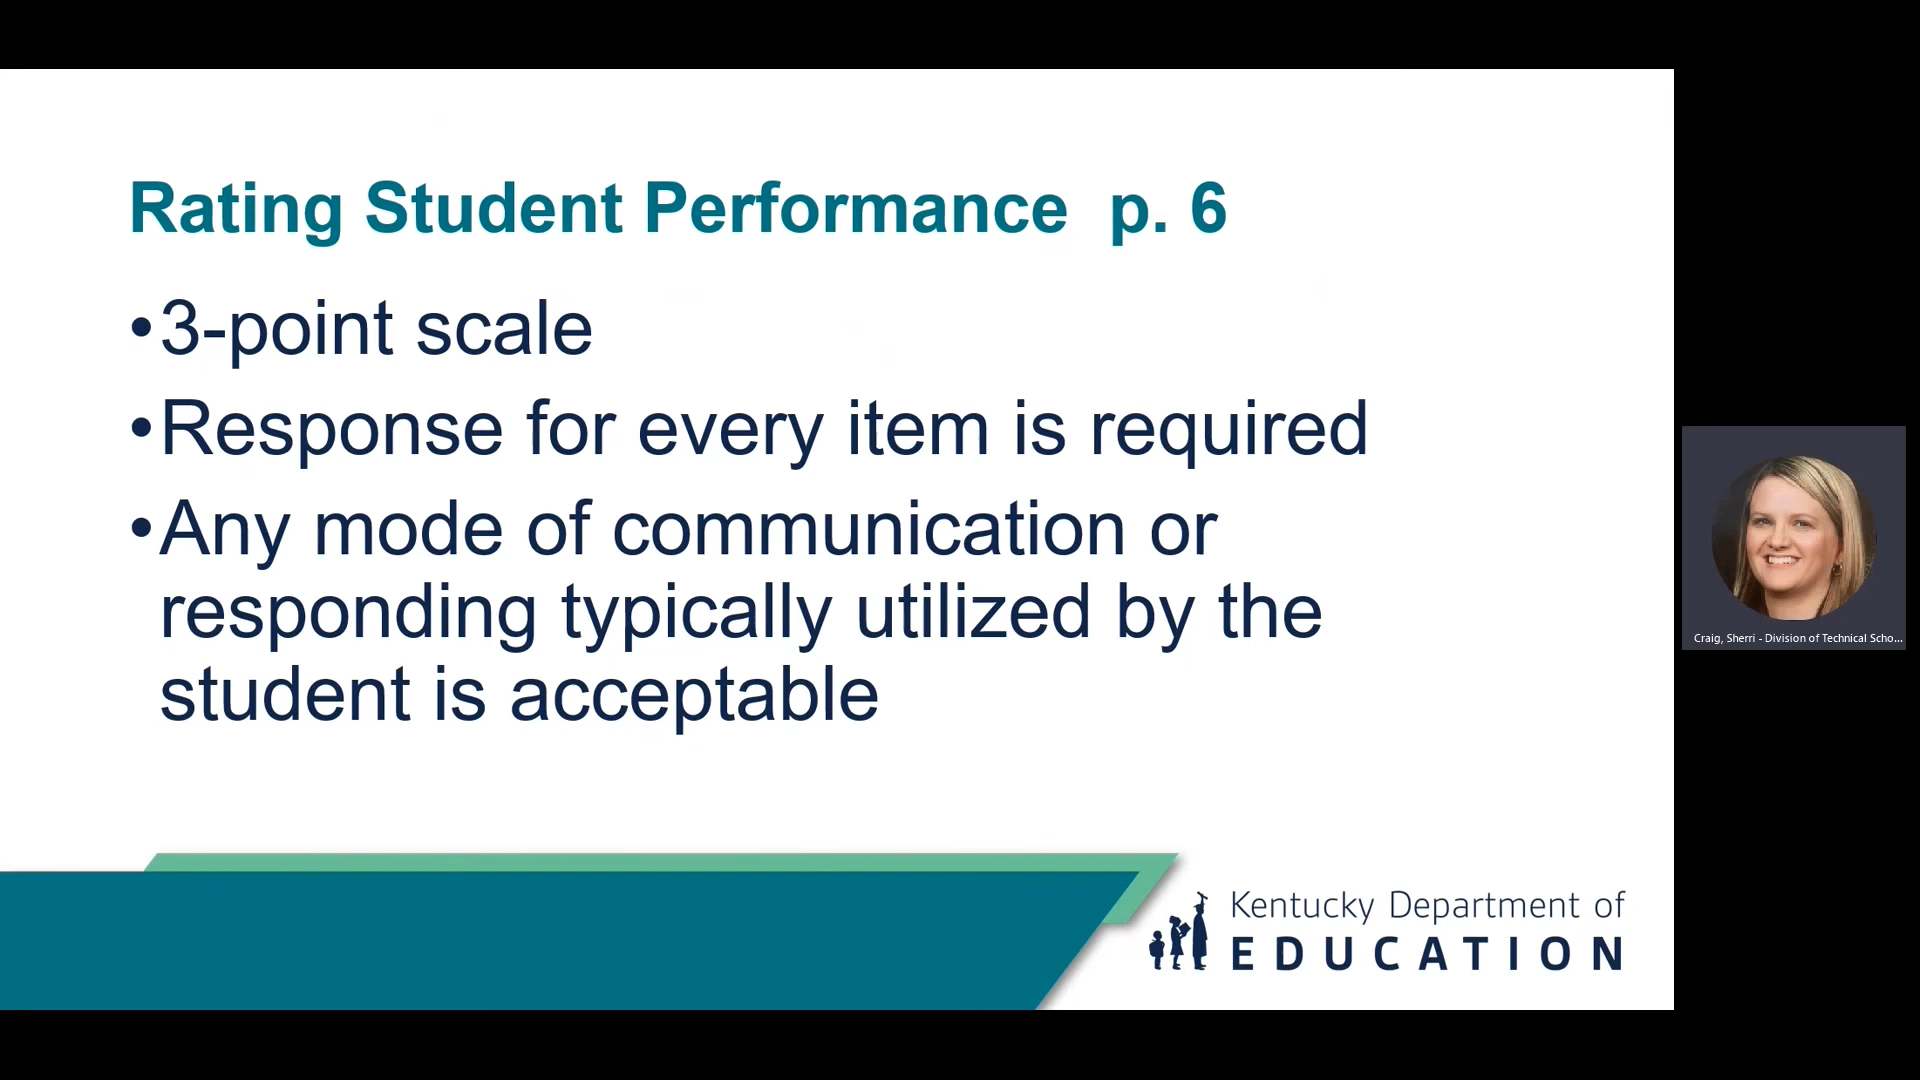 Rating Student Performance p. 6
•3-point scale
•Response for every item is required
•Any mode of communication or
responding typically utilized by the
student is acceptable
Kentucky Department of
EDUCATION
Craig, Sherri - Division of Technical Scho...